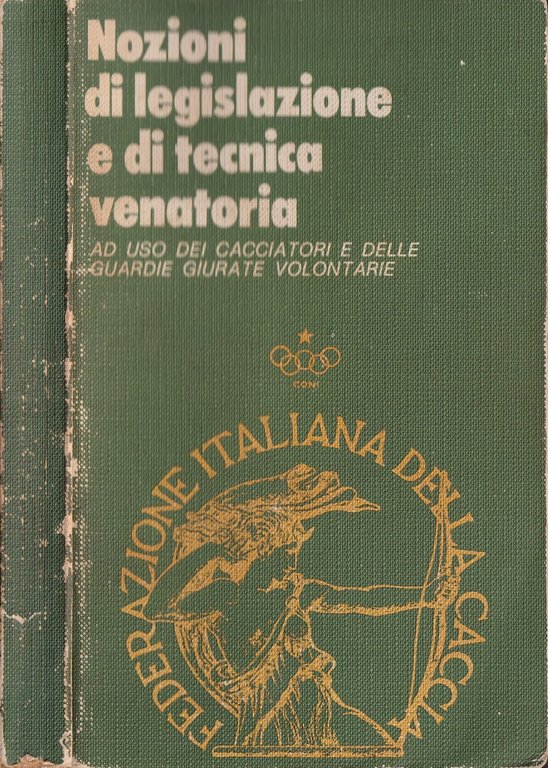 Nozioni
di legislazione
e di tecnica
venatoria
AD USO DEI CACCIATORI E DELLE
GUARDIE GIURATE VOLONTARIE
CONI
FEDERAZIONE ITALIANA DELLA CACCIA